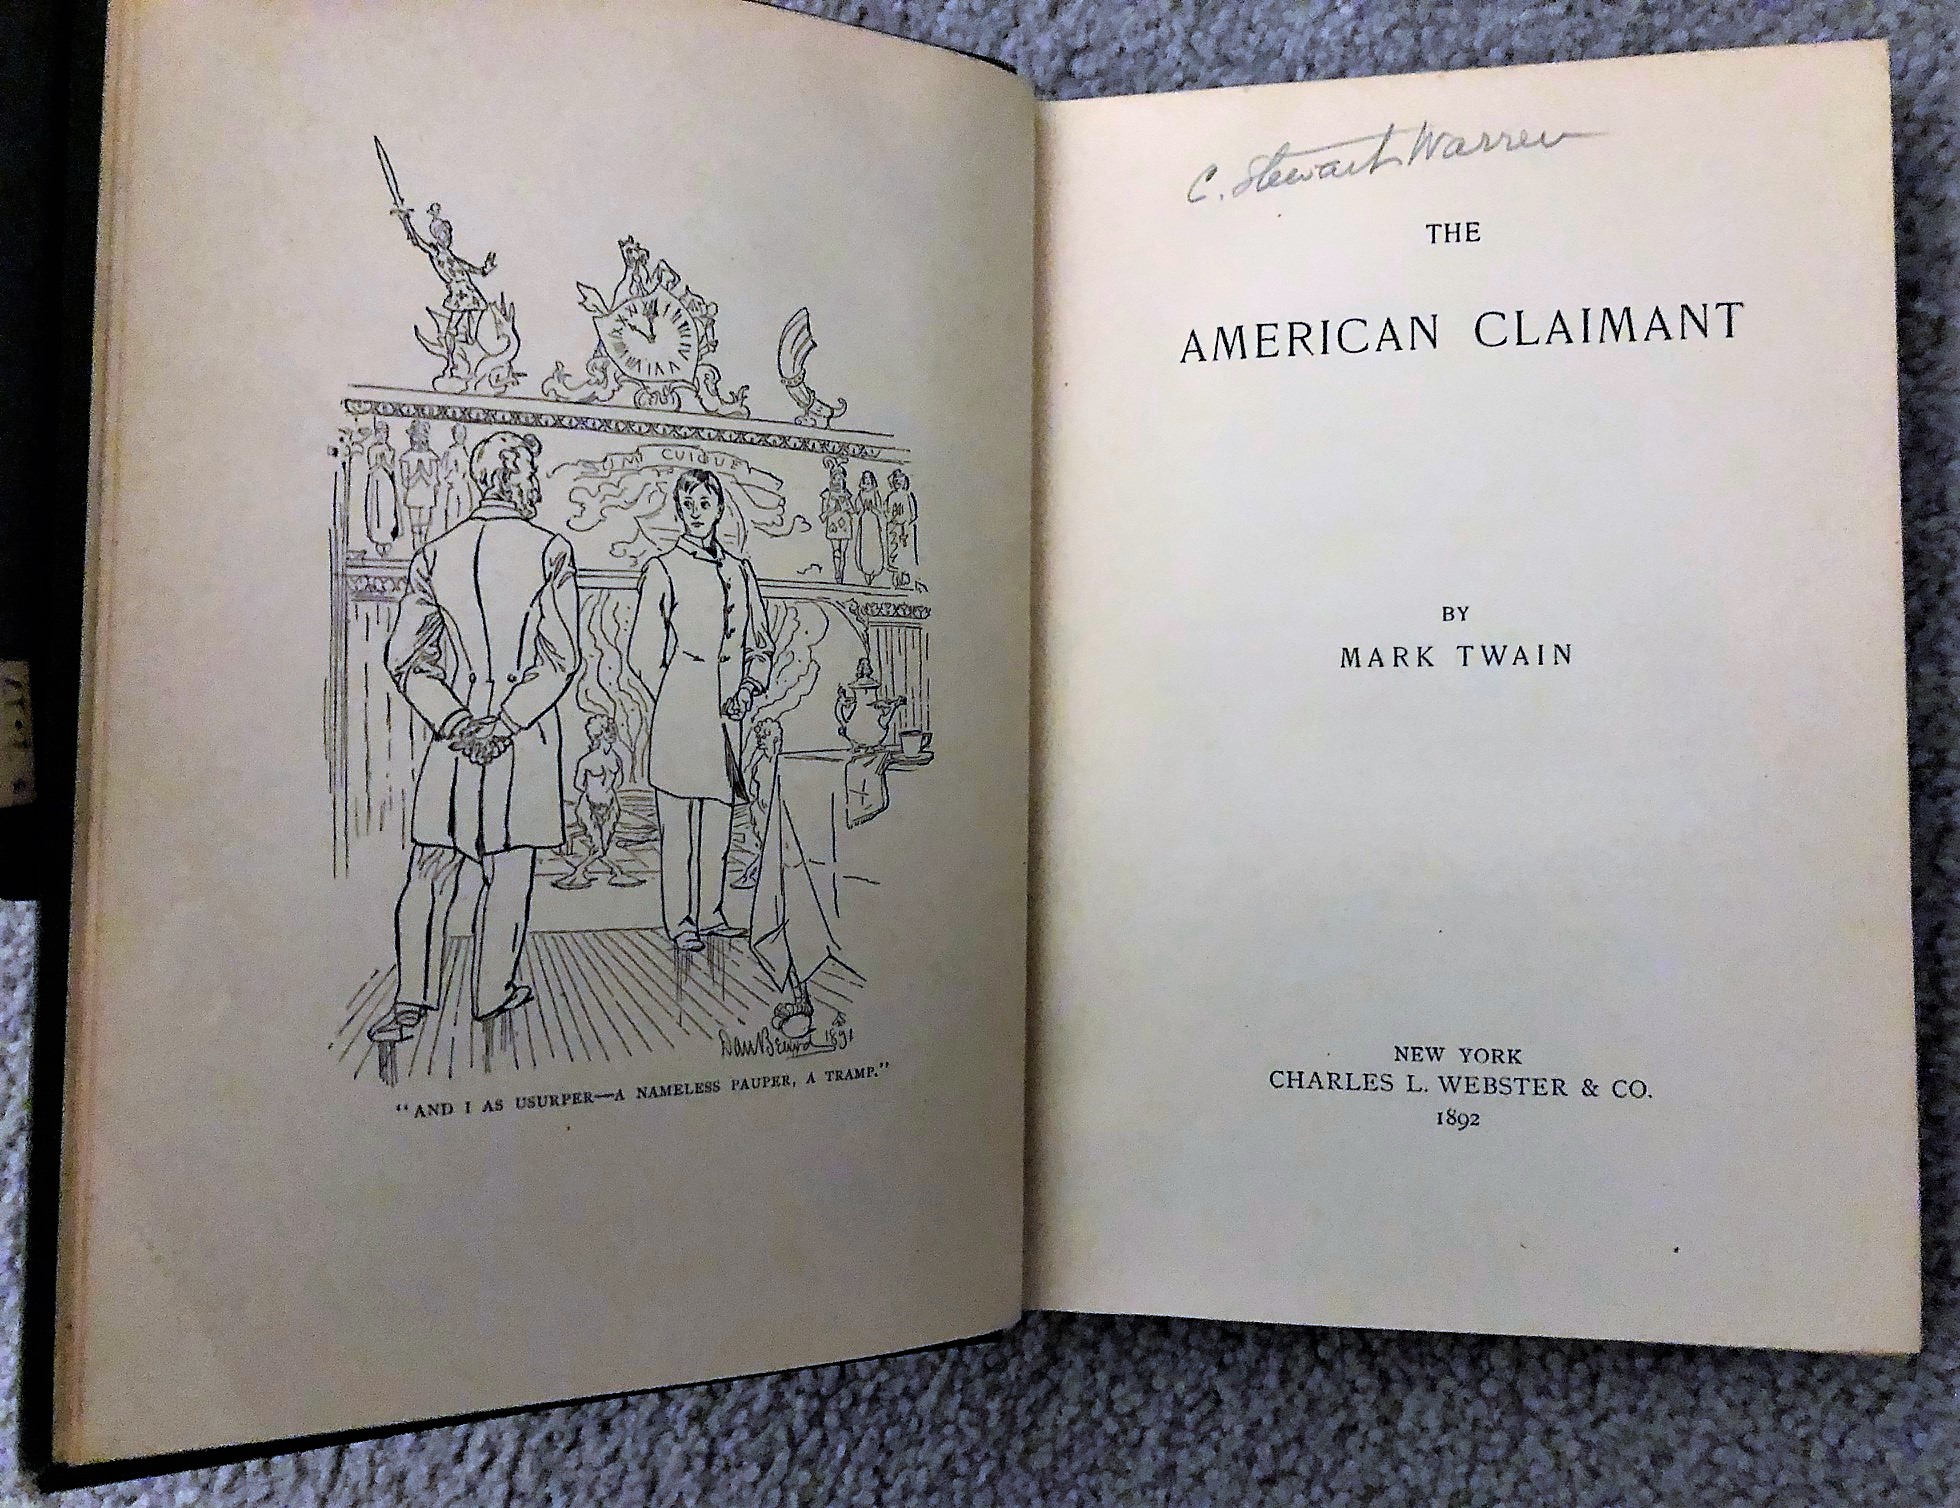 SUUM CUIQUE
Dan Beard 1891
"AND I AS USURPER—A NAMELESS PAUPER, A TRAMP."
C. Stewart Warren
THE
AMERICAN CLAIMANT
BY
MARK TWAIN
NEW YORK
CHARLES L. WEBSTER & CO.
1892